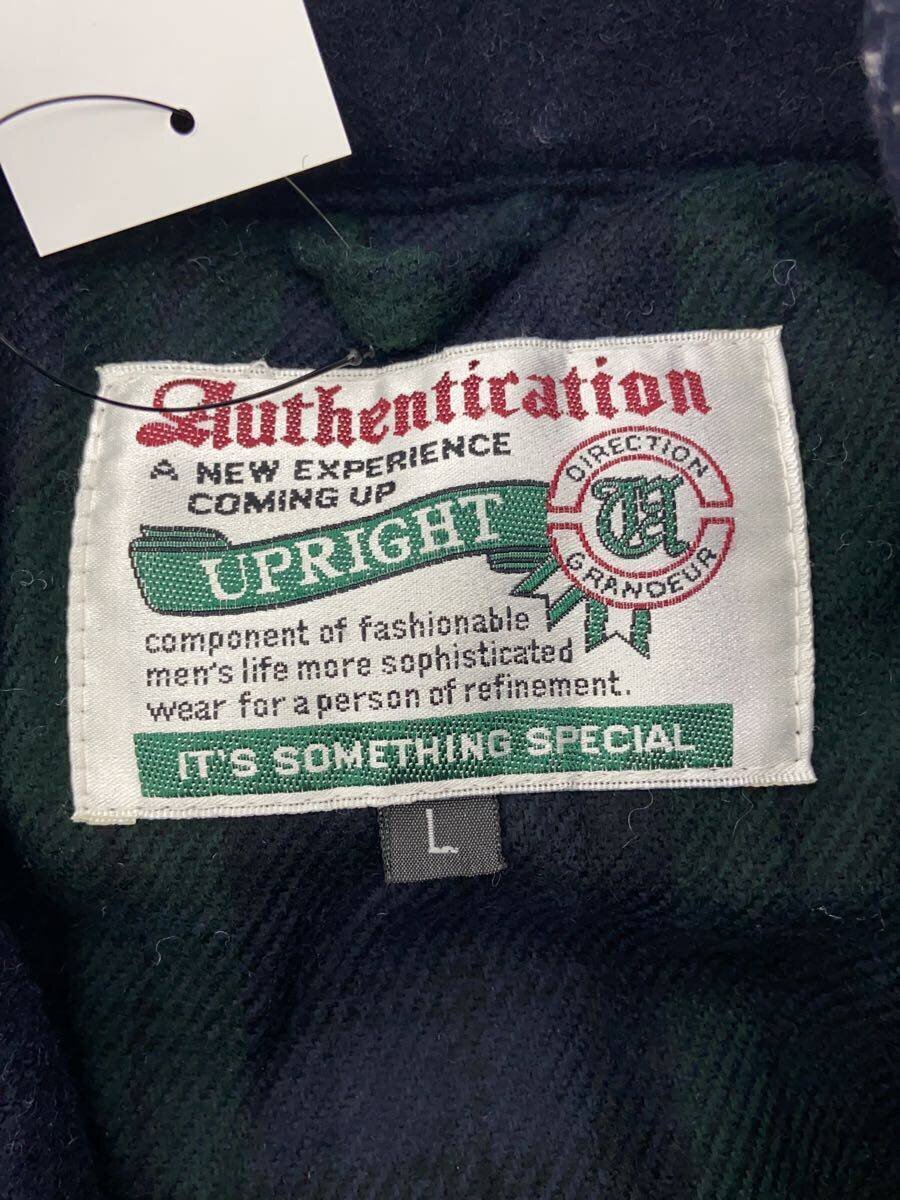 Authentication
A NEW EXPERIENCE
COMING UP
UPRIGHT
DIRECTION
U
GRANDEUR
component of fashionable
men's life more sophisticated
wear for a person of refinement.
IT'S SOMETHING SPECIAL
L